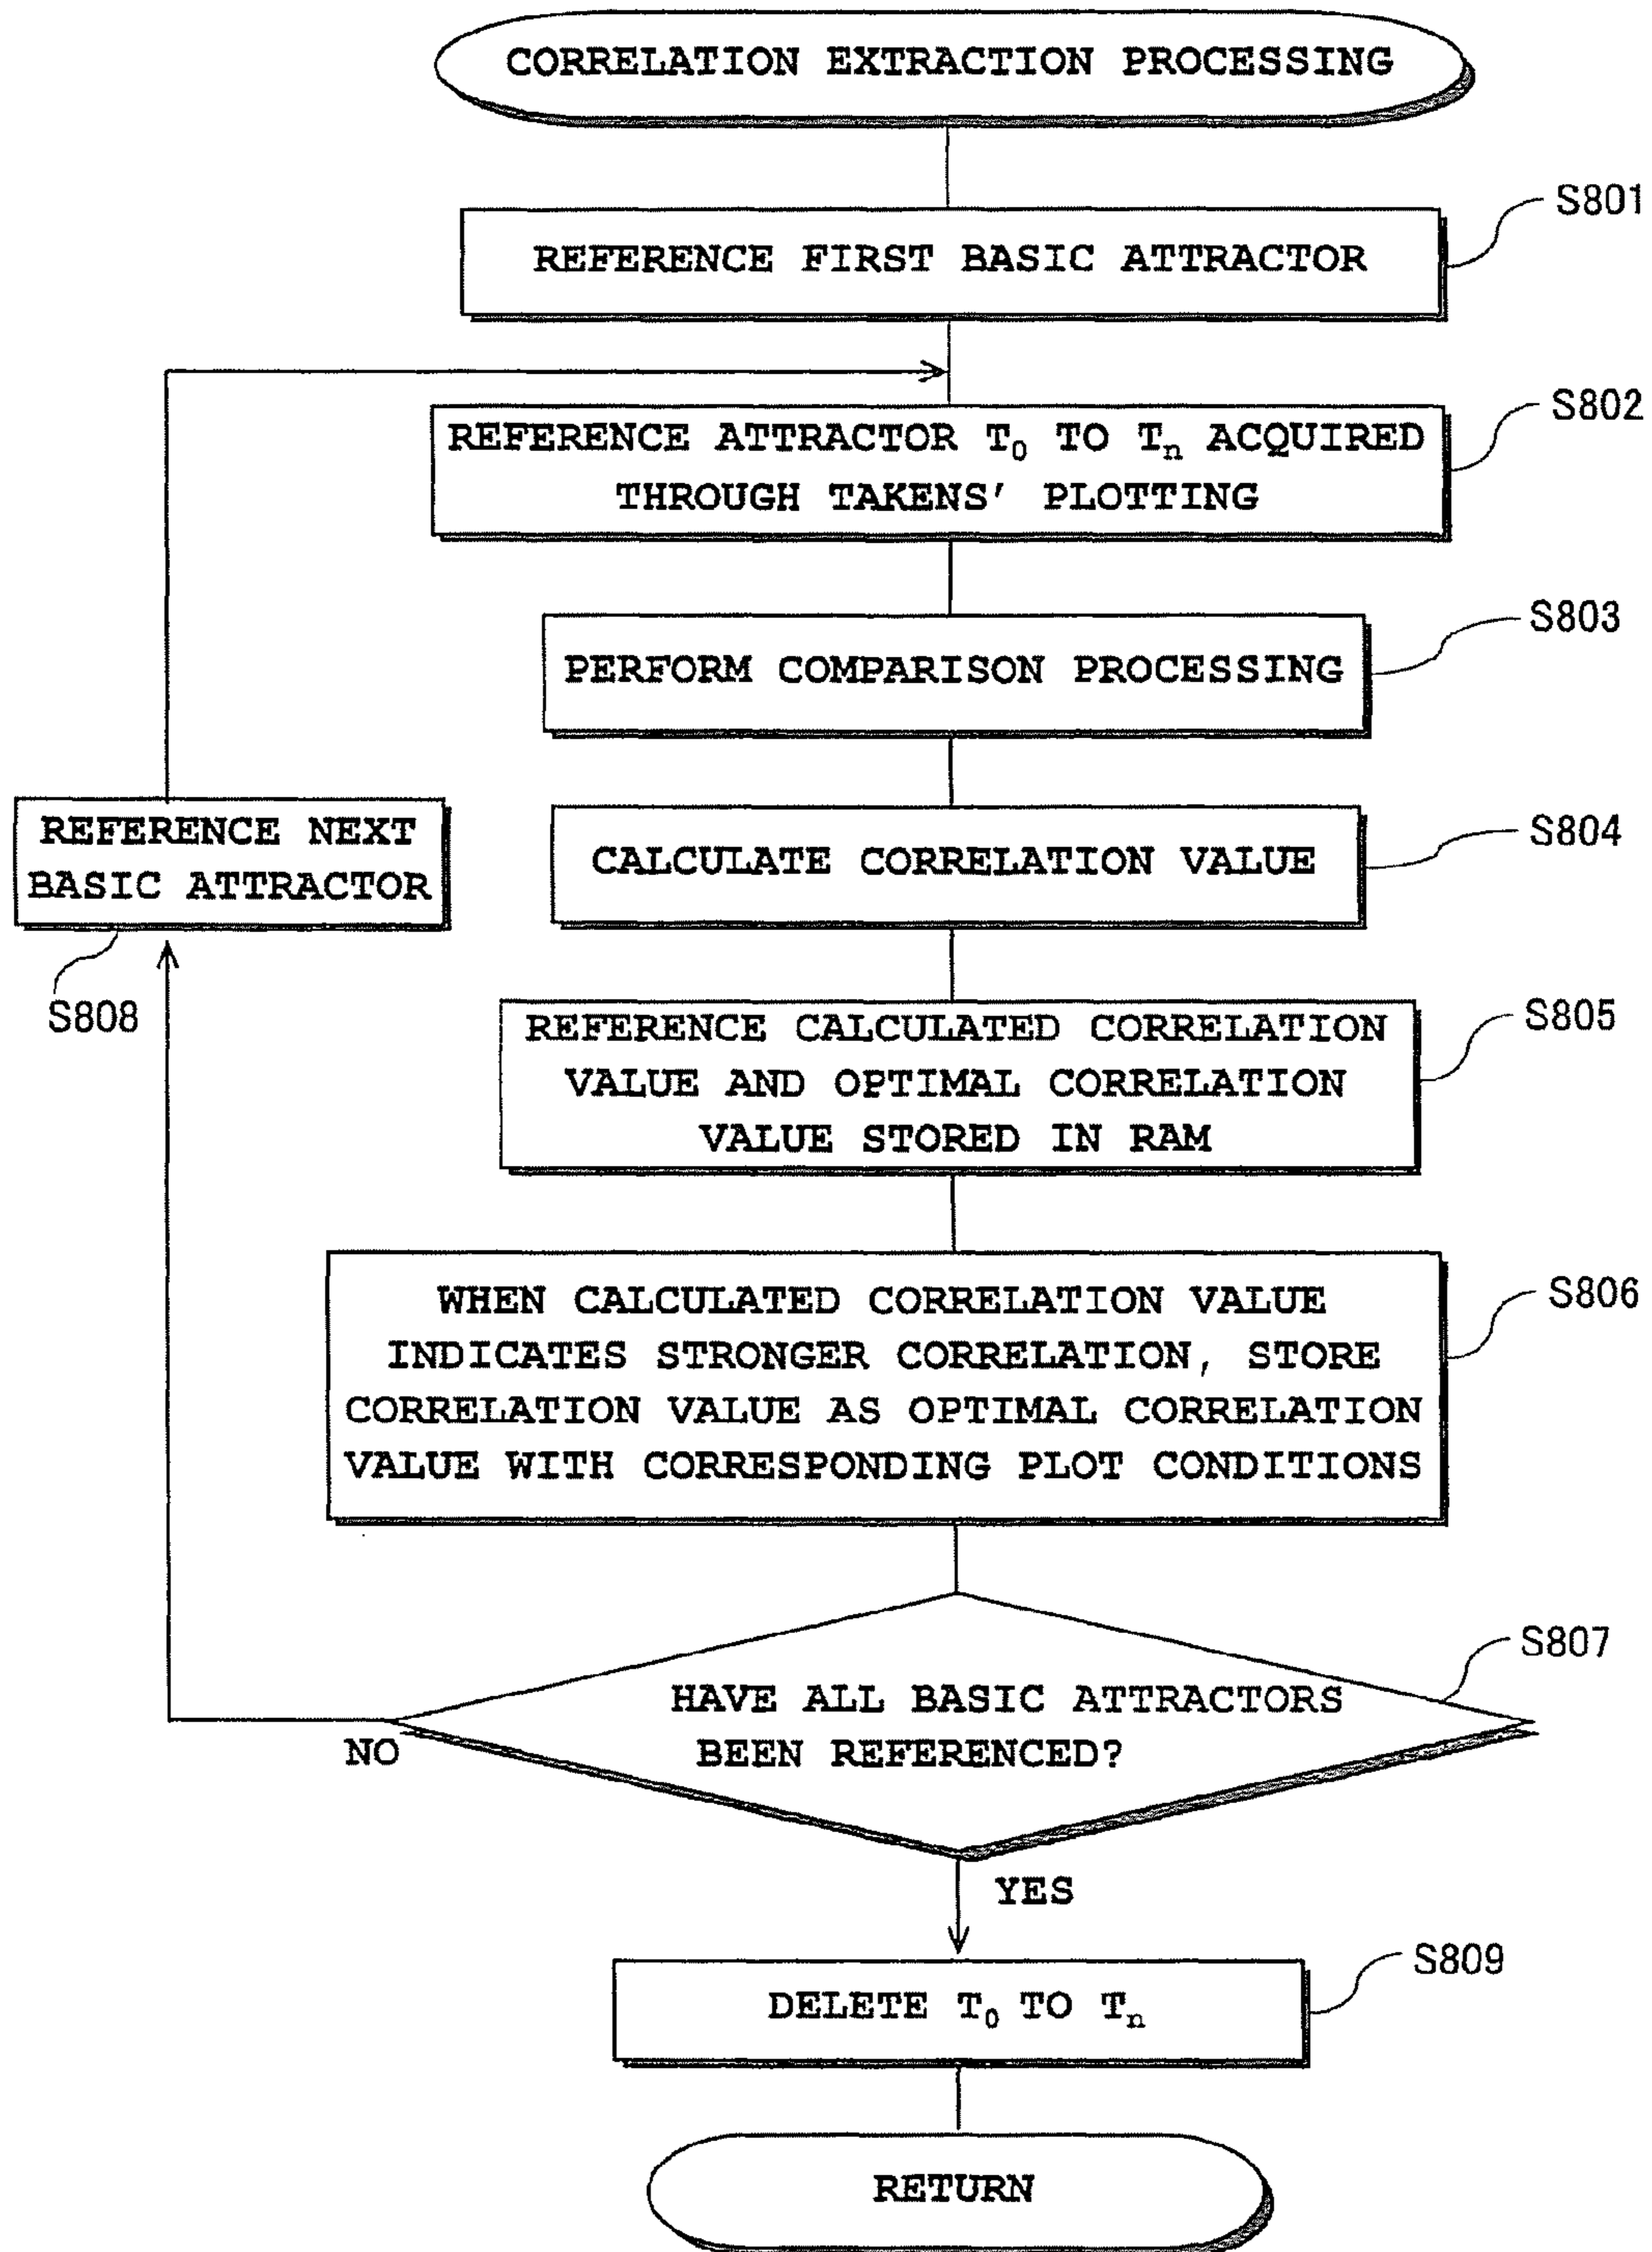 CORRELATION EXTRACTION PROCESSING
S801
REFERENCE FIRST BASIC ATTRACTOR
S802
REFERENCE ATTRACTOR T₀ TO Tₙ ACQUIRED
THROUGH TAKENS' PLOTTING
S803
PERFORM COMPARISON PROCESSING
S804
CALCULATE CORRELATION VALUE
REFERENCE NEXT
BASIC ATTRACTOR
S808
S805
REFERENCE CALCULATED CORRELATION
VALUE AND OPTIMAL CORRELATION
VALUE STORED IN RAM
S806
WHEN CALCULATED CORRELATION VALUE
INDICATES STRONGER CORRELATION, STORE
CORRELATION VALUE AS OPTIMAL CORRELATION
VALUE WITH CORRESPONDING PLOT CONDITIONS
S807
HAVE ALL BASIC ATTRACTORS
BEEN REFERENCED?
NO
YES
S809
DELETE T₀ TO Tₙ
RETURN